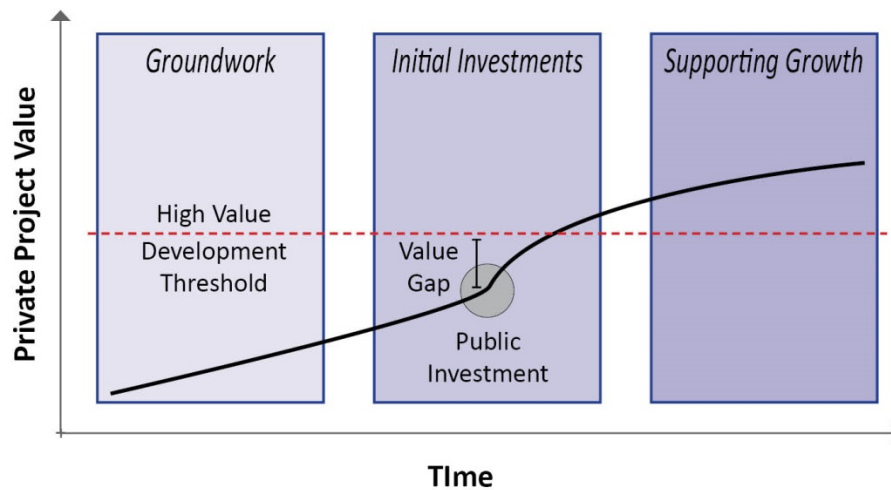 Groundwork
Initial Investments
Supporting Growth
Private Project Value
High Value
Development
Threshold
Value
Gap
Public
Investment
TIme